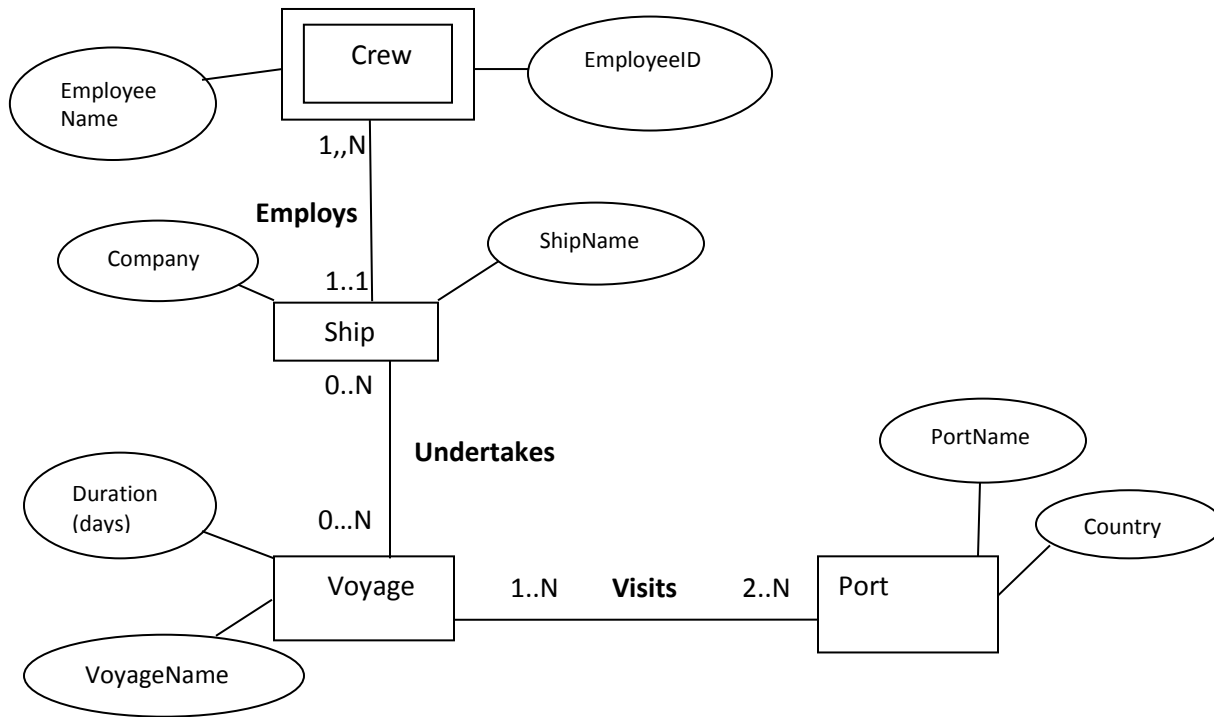 Crew
EmployeeID
Employee
Name
1,,N
Employs
ShipName
Company
1..1
Ship
0..N
PortName
Undertakes
Duration
(days)
0...N
Country
Voyage
1..N
Visits
2..N
Port
VoyageName